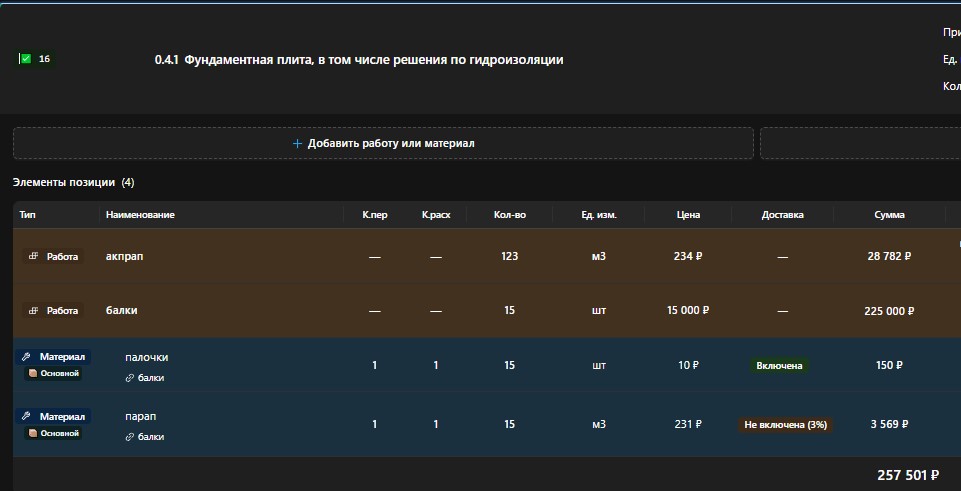 При
16
0.4.1 Фундаментная плита, в том числе решения по гидроизоляции
Ед.
Кол
+ Добавить работу или материал
Элементы позиции (4)
Тип Наименование К.пер К.расх Кол-во Ед. изм. Цена Доставка Сумма
Работа акпрап — — 123 м3 234 ₽ — 28 782 ₽
Работа балки — — 15 шт 15 000 ₽ — 225 000 ₽
Материал палочки
1 1 15 шт 10 ₽ Включена 150 ₽
Основной балки
Материал парап
1 1 15 м3 231 ₽ Не включена (3%) 3 569 ₽
Основной балки
257 501 ₽